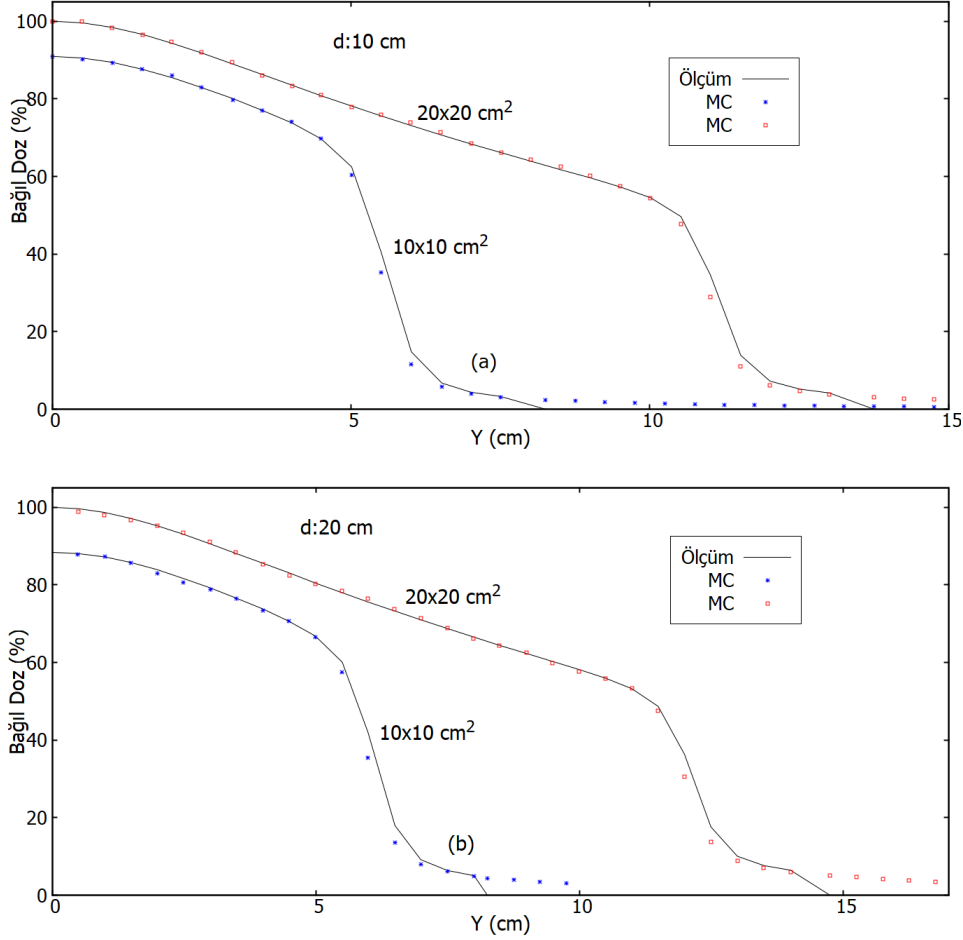 100
80
60
40
20
0
Bağıl Doz (%)
d:10 cm
20x20 cm²
10x10 cm²
(a)
Ölçüm
MC
MC
0
5
10
15
Y (cm)
100
80
60
40
20
0
Bağıl Doz (%)
d:20 cm
20x20 cm²
10x10 cm²
(b)
Ölçüm
MC
MC
0
5
10
15
Y (cm)